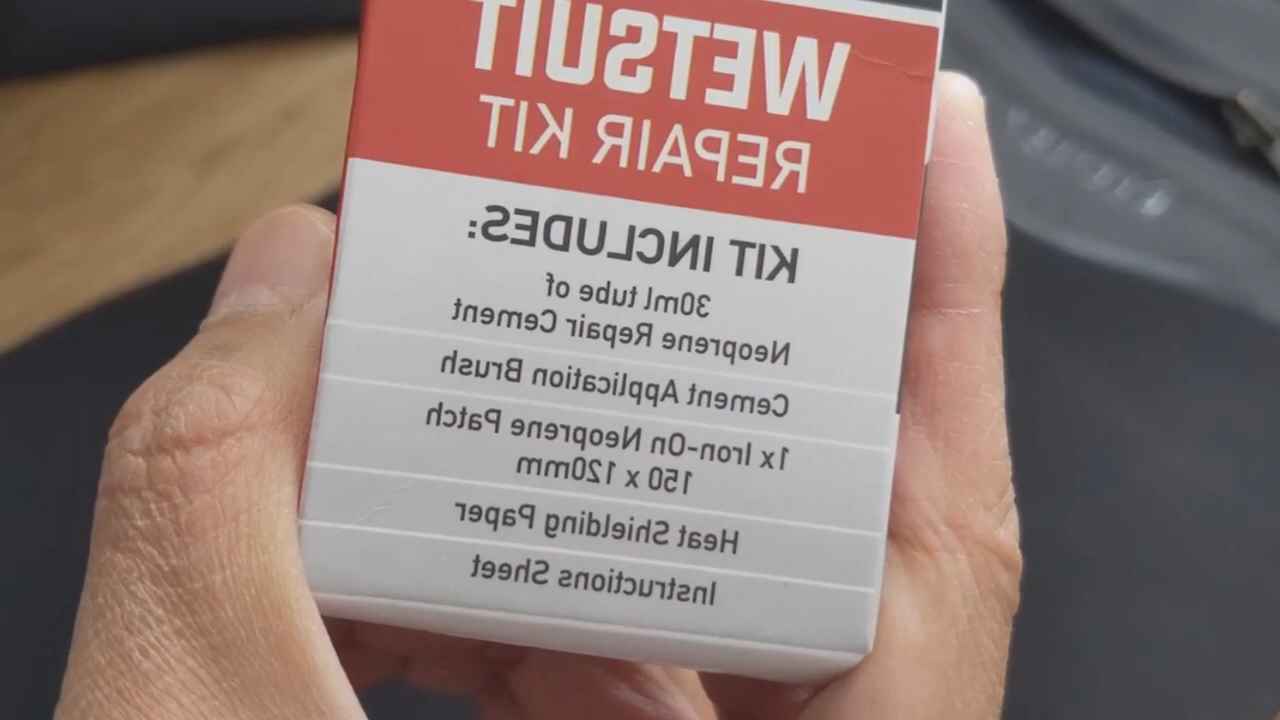 WETSUIT
REPAIR KIT
KIT INCLUDES:
30ml tube of
Neoprene Repair Cement
Cement Application Brush
1x Iron-On Neoprene Patch
150 x 120mm
Heat Shielding Paper
Instructions Sheet